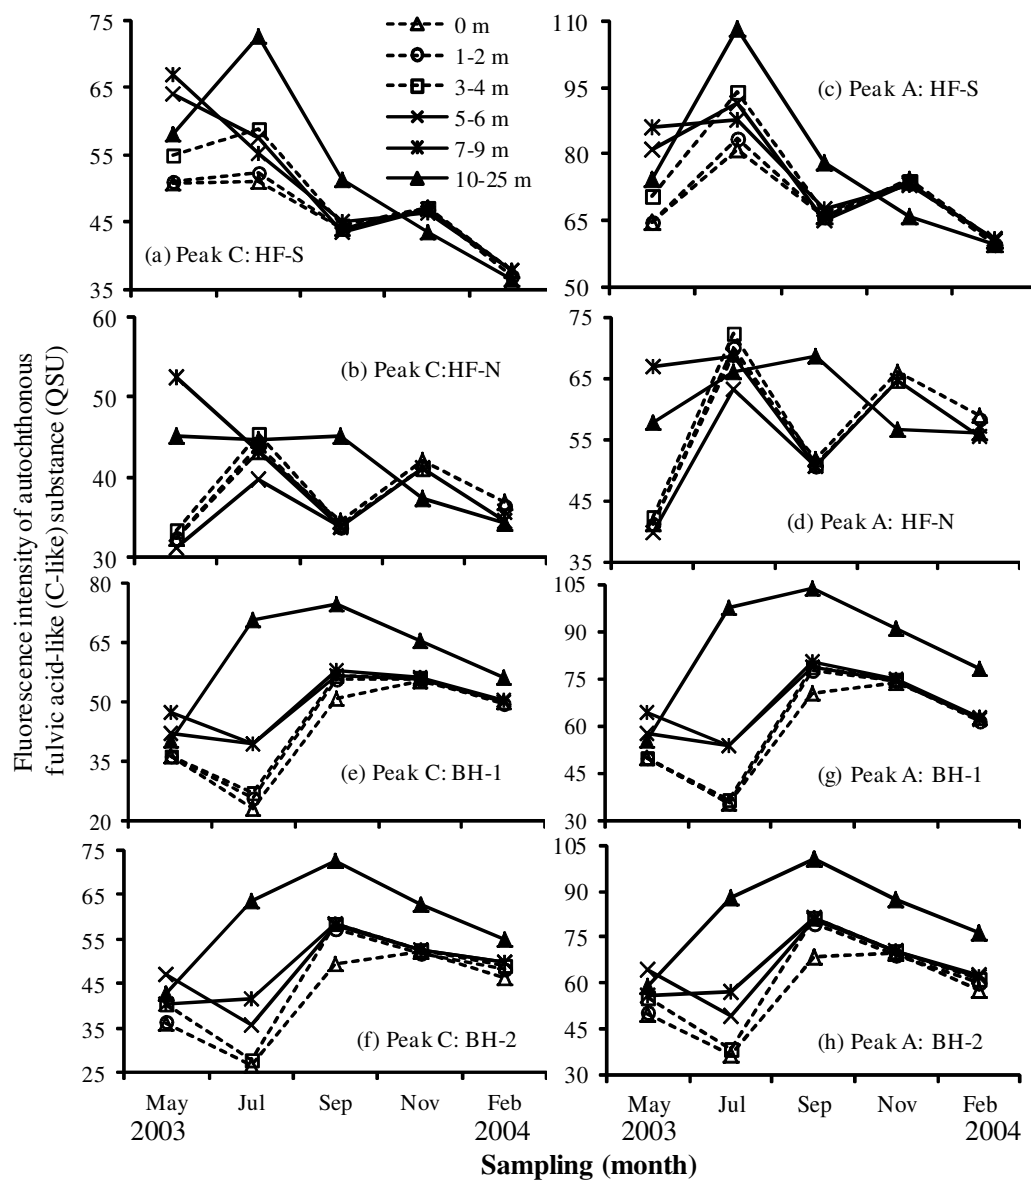 Fluorescence intensity of autochthonous
fulvic acid-like (C-like) substance (QSU)
75
65
55
45
35
0 m
1-2 m
3-4 m
5-6 m
7-9 m
10-25 m
(a) Peak C: HF-S
110
95
80
65
50
(c) Peak A: HF-S
60
50
40
30
(b) Peak C:HF-N
75
65
55
45
35
(d) Peak A: HF-N
80
65
50
35
20
(e) Peak C: BH-1
105
90
75
60
45
30
(g) Peak A: BH-1
75
65
55
45
35
25
(f) Peak C: BH-2
105
90
75
60
45
30
(h) Peak A: BH-2
May Jul Sep Nov Feb
2003 2004
May Jul Sep Nov Feb
2003 2004
Sampling (month)